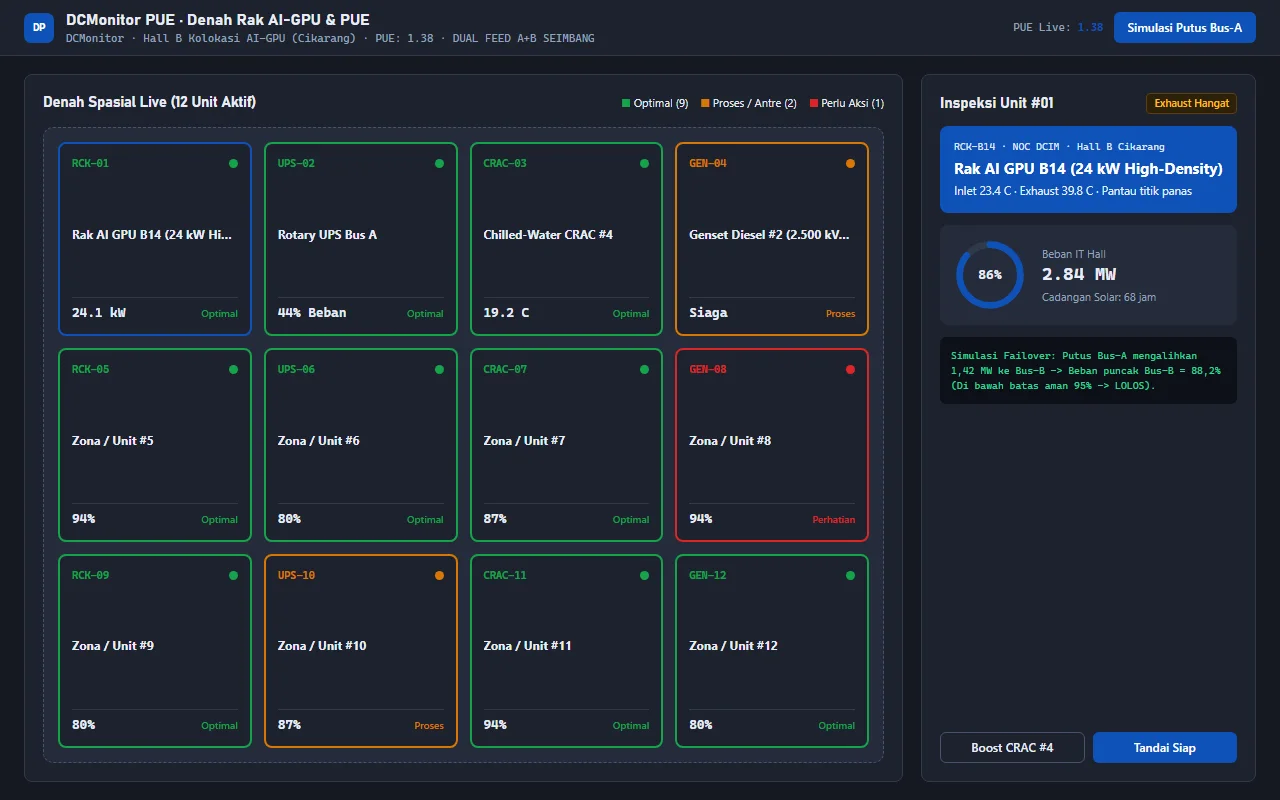 DP
DCMonitor PUE · Denah Rak AI-GPU & PUE
DCMonitor · Hall B Kolokasi AI-GPU (Cikarang) · PUE: 1.38 · DUAL FEED A+B SEIMBANG
PUE Live: 1.38
Simulasi Putus Bus-A
Denah Spasial Live (12 Unit Aktif)
Optimal (9)
Proses / Antre (2)
Perlu Aksi (1)
RCK-01
Rak AI GPU B14 (24 kW Hi...
24.1 kW
Optimal
UPS-02
Rotary UPS Bus A
44% Beban
Optimal
CRAC-03
Chilled-Water CRAC #4
19.2 C
Optimal
GEN-04
Genset Diesel #2 (2.500 kV...
Siaga
Proses
RCK-05
Zona / Unit #5
94%
Optimal
UPS-06
Zona / Unit #6
80%
Optimal
CRAC-07
Zona / Unit #7
87%
Optimal
GEN-08
Zona / Unit #8
94%
Perhatian
RCK-09
Zona / Unit #9
80%
Optimal
UPS-10
Zona / Unit #10
87%
Proses
CRAC-11
Zona / Unit #11
94%
Optimal
GEN-12
Zona / Unit #12
80%
Optimal
Inspeksi Unit #01
Exhaust Hangat
RCK-B14 · NOC DCIM · Hall B Cikarang
Rak AI GPU B14 (24 kW High-Density)
Inlet 23.4 C · Exhaust 39.8 C · Pantau titik panas
86%
Beban IT Hall
2.84 MW
Cadangan Solar: 68 jam
Simulasi Failover: Putus Bus-A mengalihkan
1,42 MW ke Bus-B -> Beban puncak Bus-B = 88,2%
(Di bawah batas aman 95% -> LOLOS).
Boost CRAC #4
Tandai Siap